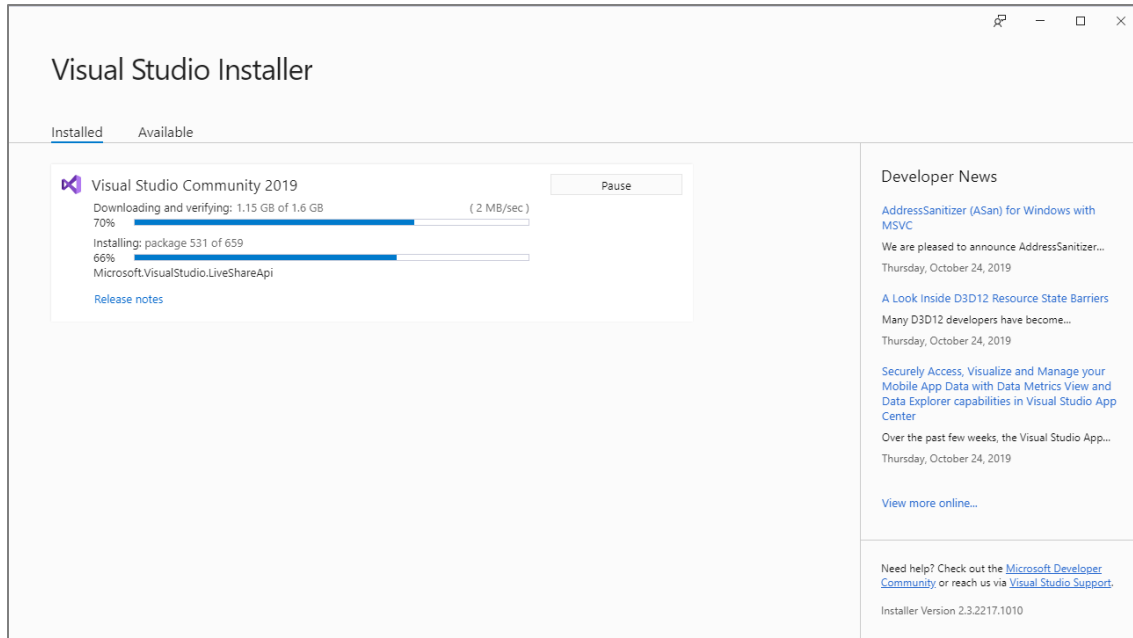 Visual Studio Installer
Installed Available
Visual Studio Community 2019
Pause
Downloading and verifying: 1.15 GB of 1.6 GB ( 2 MB/sec )
70%
Installing: package 531 of 659
66%
Microsoft.VisualStudio.LiveShareApi
Release notes
Developer News
AddressSanitizer (ASan) for Windows with
MSVC
We are pleased to announce AddressSanitizer...
Thursday, October 24, 2019
A Look Inside D3D12 Resource State Barriers
Many D3D12 developers have become...
Thursday, October 24, 2019
Securely Access, Visualize and Manage your
Mobile App Data with Data Metrics View and
Data Explorer capabilities in Visual Studio App
Center
Over the past few weeks, the Visual Studio App...
Thursday, October 24, 2019
View more online...
Need help? Check out the Microsoft Developer
Community or reach us via Visual Studio Support.
Installer Version 2.3.2217.1010